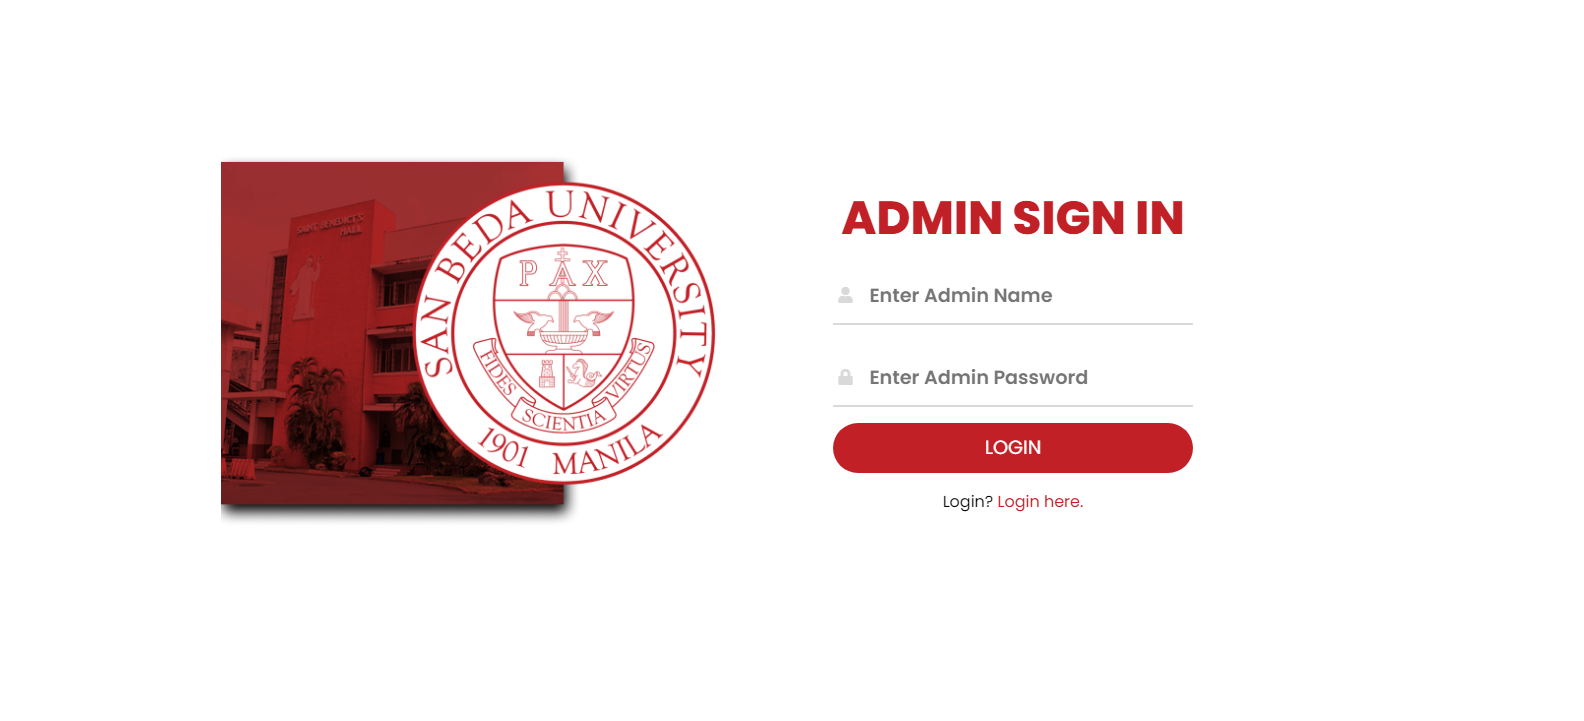 SAINT BENEDICT'S
HALL
SAN BEDA UNIVERSITY
PAX
FIDES
SCIENTIA
VIRTUS
1901 MANILA
ADMIN SIGN IN
Enter Admin Name
Enter Admin Password
LOGIN
Login? Login here.